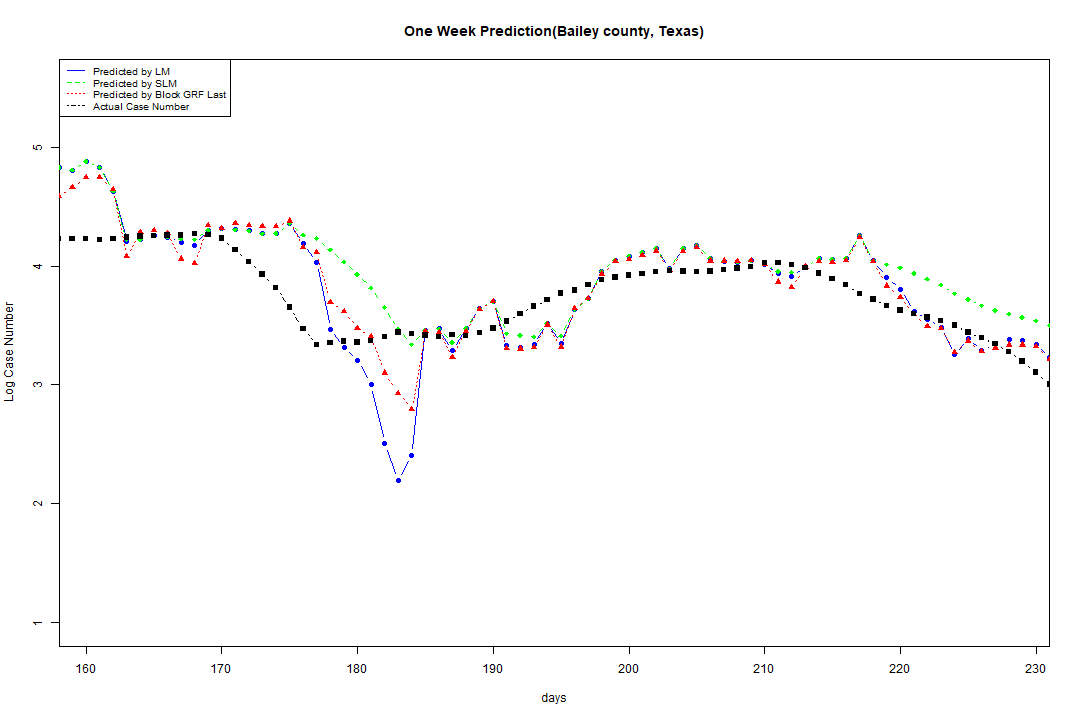 One Week Prediction(Bailey county, Texas)
Predicted by LM
Predicted by SLM
Predicted by Block GRF Last
Actual Case Number
5
4
3
2
1
Log Case Number
160 170 180 190 200 210 220 230
days